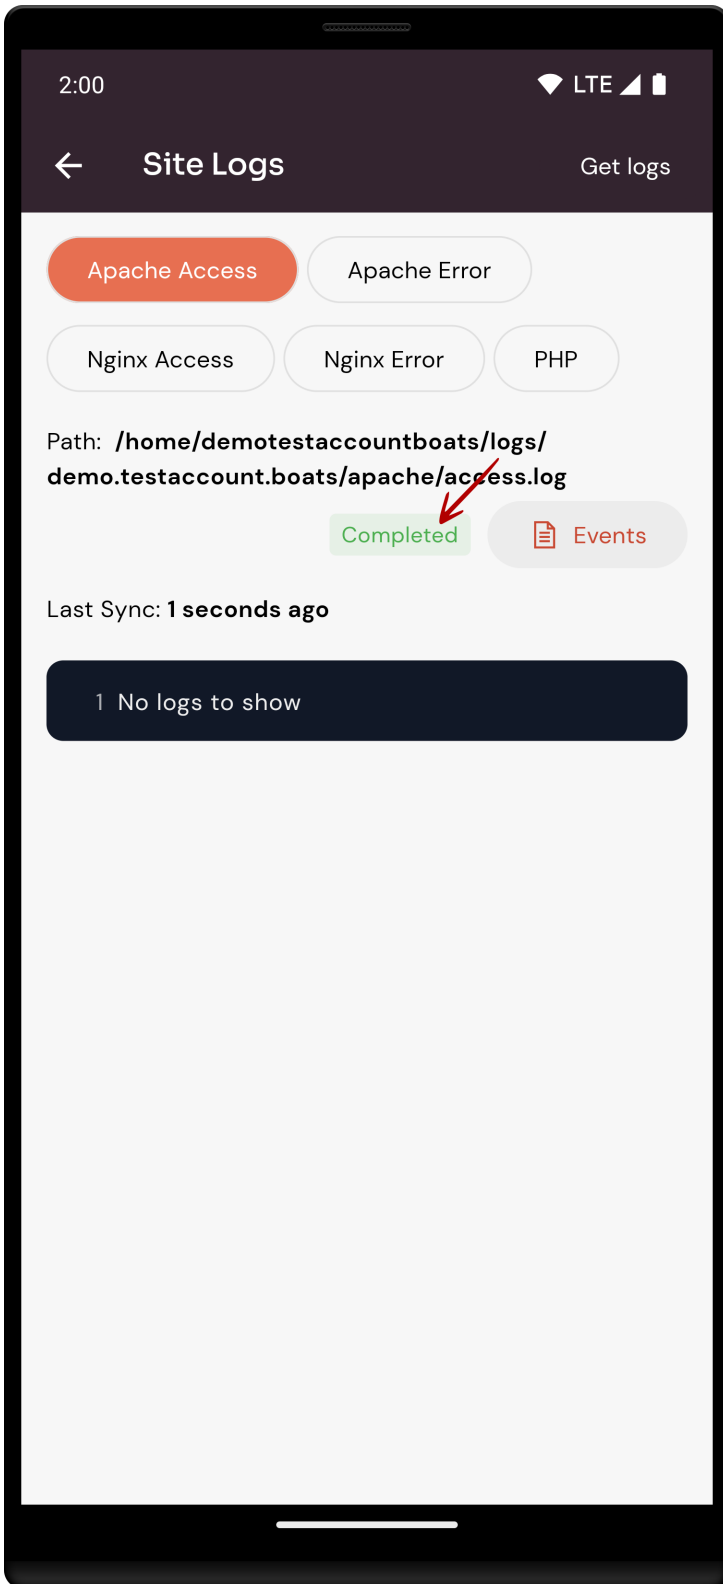 2:00 LTE
Site Logs Get logs
Apache Access Apache Error
Nginx Access Nginx Error PHP
Path: /home/demotestaccountboats/logs/
demo.testaccount.boats/apache/access.log
Completed Events
Last Sync: 1 seconds ago
1 No logs to show